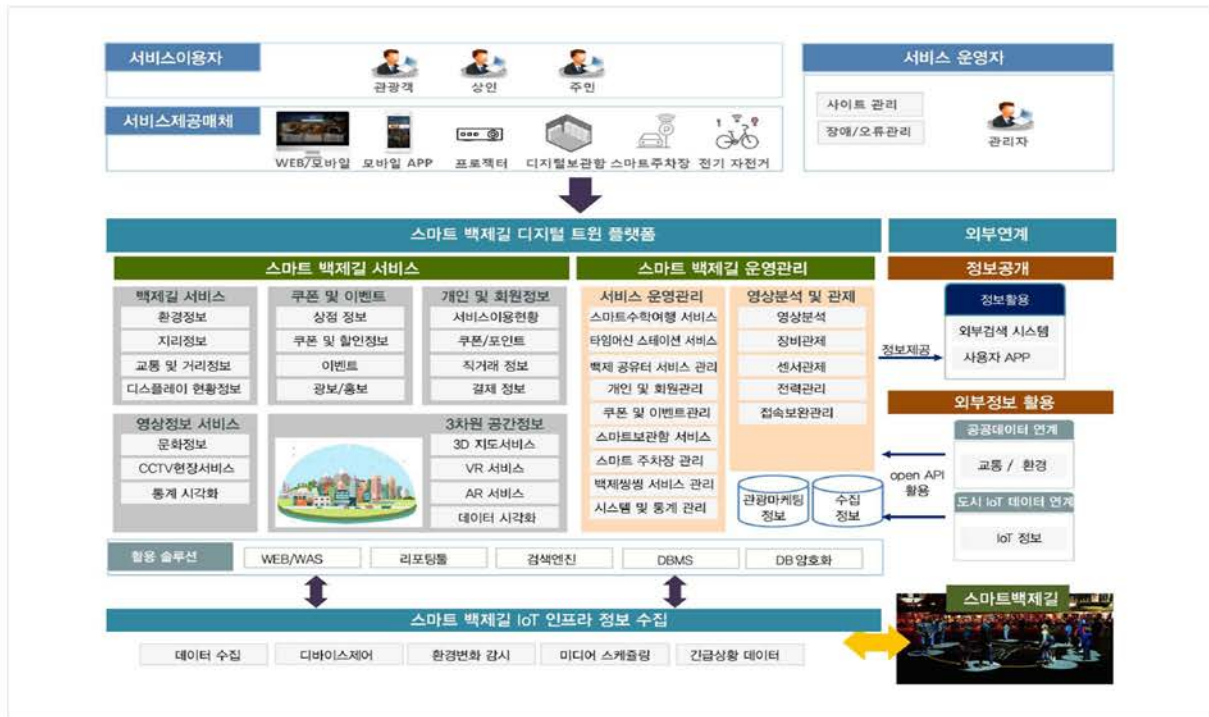 서비스이용자
관광객
상인
주민
서비스 운영자
사이트 관리
장애/오류관리
관리자
서비스제공매체
WEB/모바일
모바일 APP
프로젝터
디지털보관함
스마트주차장
전기 자전거
스마트 백제길 디지털 트윈 플랫폼
스마트 백제길 서비스
백제길 서비스
환경정보
지리정보
교통 및 거리정보
디스플레이 현황정보
쿠폰 및 이벤트
상점 정보
쿠폰 및 할인정보
이벤트
광보/홍보
개인 및 회원정보
서비스이용현황
쿠폰/포인트
직거래 정보
결제 정보
영상정보 서비스
문화정보
CCTV현장서비스
통계 시각화
3차원 공간정보
3D 지도서비스
VR 서비스
AR 서비스
데이터 시각화
스마트 백제길 운영관리
서비스 운영관리
스마트수학여행 서비스
타임머신 스테이션 서비스
백제 공유터 서비스 관리
개인 및 회원관리
쿠폰 및 이벤트관리
스마트보관함 서비스
스마트 주차장 관리
백제씽씽 서비스 관리
시스템 및 통계 관리
영상분석 및 관제
영상분석
장비관제
센서관제
전력관리
접속보완관리
관광마케팅
정보
수집
정보
외부연계
정보공개
정보제공
정보활용
외부검색 시스템
사용자 APP
외부정보 활용
open API
활용
공공데이터 연계
교통 / 환경
도시 IoT 데이터 연계
IoT 정보
활용 솔루션
WEB/WAS
리포팅툴
검색엔진
DBMS
DB암호화
스마트 백제길 IoT 인프라 정보 수집
데이터 수집
디바이스제어
환경변화 감시
미디어 스케쥴링
긴급상황 데이터
스마트백제길